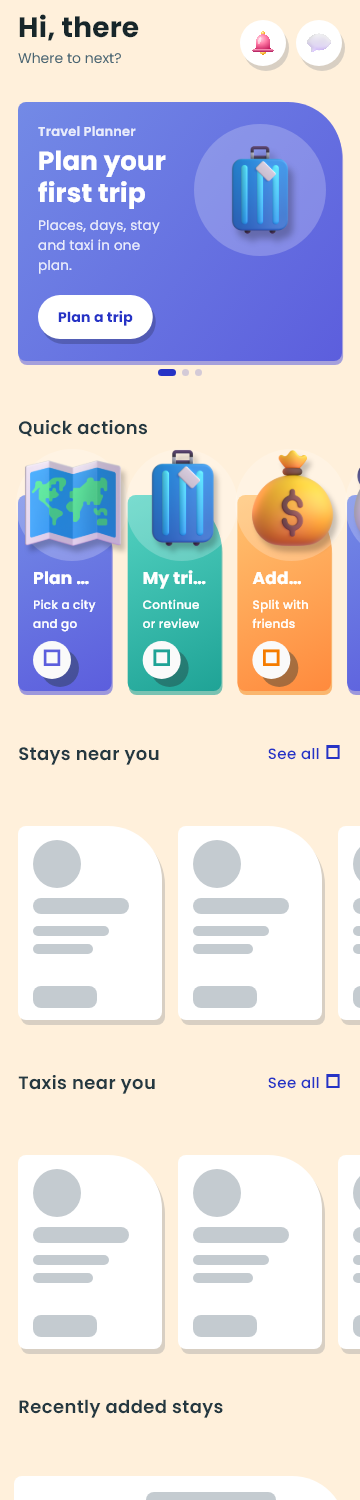 Hi, there
Where to next?
Travel Planner
Plan your
first trip
Places, days, stay
and taxi in one
plan.
Plan a trip
Quick actions
Plan ...
Pick a city
and go
My tri...
Continue
or review
$
Add...
Split with
friends
Stays near you
See all
Taxis near you
See all
Recently added stays